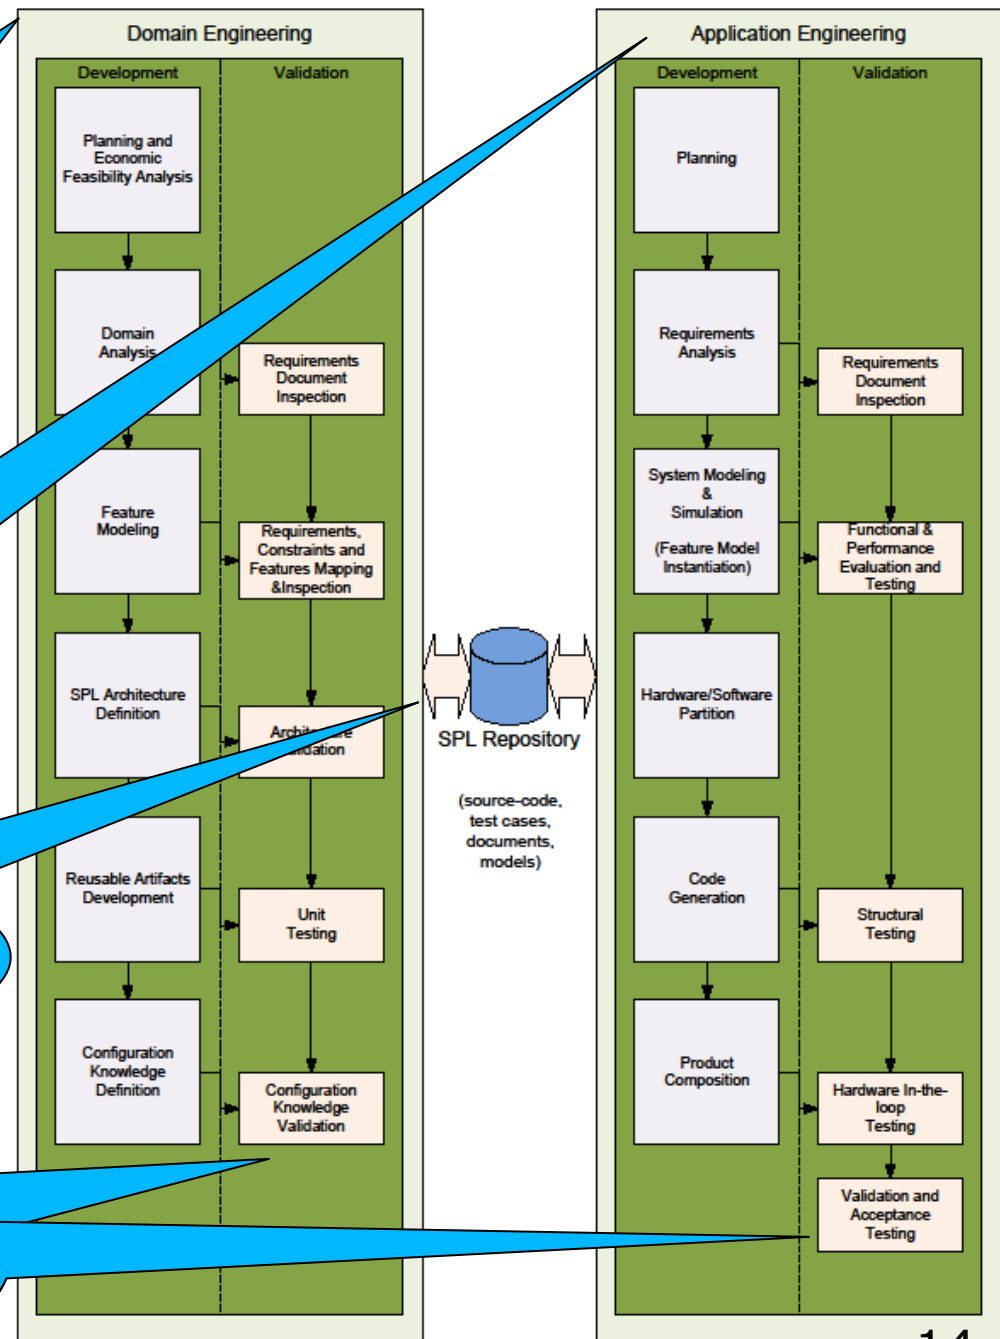 Domain Engineering
Development
Validation
Planning and
Economic
Feasibility Analysis
Domain
Analysis
Requirements
Document
Inspection
Feature
Modeling
Requirements,
Constraints and
Features Mapping
&Inspection
SPL Architecture
Definition
Architecture
Reusable Artifacts
Development
Unit
Testing
Configuration
Knowledge
Definition
Configuration
Knowledge
Validation
SPL Repository
(source-code,
test cases,
documents,
models)
Application Engineering
Development
Validation
Planning
Requirements
Analysis
Requirements
Document
Inspection
System Modeling
&
Simulation
(Feature Model
Instantiation)
Functional &
Performance
Evaluation and
Testing
Hardware/Software
Partition
Code
Generation
Structural
Testing
Product
Composition
Hardware In-the-
loop
Testing
Validation and
Acceptance
Testing